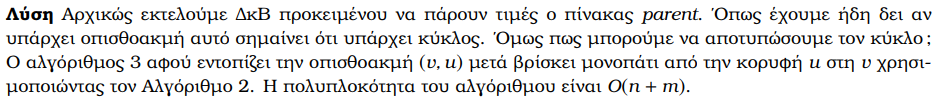 Λύση Αρχικώς εκτελούμε ΔκΒ προκειμένου να πάρουν τιμές ο πίνακας parent. Όπως έχουμε ήδη δει αν
υπάρχει οπισθοακμή αυτό σημαίνει ότι υπάρχει κύκλος. Όμως πως μπορούμε να αποτυπώσουμε τον κύκλο;
Ο αλγόριθμος 3 αφού εντοπίζει την οπισθοακμή (v, u) μετά βρίσκει μονοπάτι από την κορυφή u στη v χρησι-
μοποιώντας τον Αλγόριθμο 2. Η πολυπλοκότητα του αλγόριθμου είναι O(n + m).